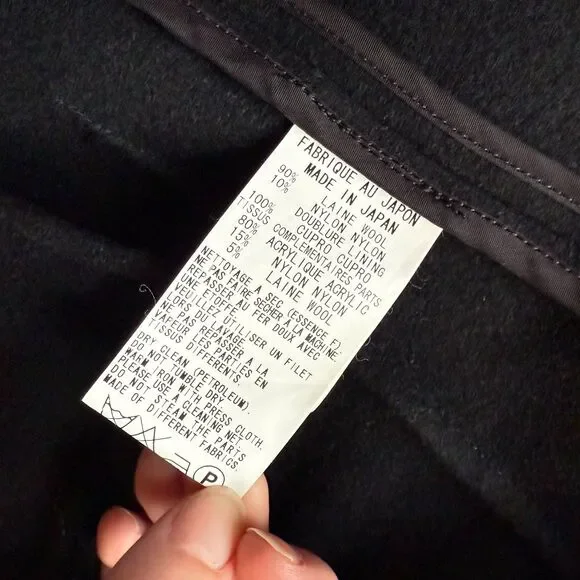 FABRIQUE AU JAPON
MADE IN JAPAN
90% LAINE WOOL
10% NYLON NYLON
DOUBLURE LINING
100% CUPRO CUPRO
TISSUS COMPLEMENTAIRES PARTS
80% ACRYLIQUE ACRYLIC
15% NYLON NYLON
5% LAINE WOOL
NETTOYAGE A SEC (ESSENCE F).
NE PAS FAIRE SECHER A LA MACHINE
REPASSER AU FER DOUX AVEC
UNE PATTEMOUILLE.
VEUILLEZ UTILISER UN FILET
LORS DU RELAVAGE.
NE PAS REPASSER A LA
VAPEUR LES PARTIES EN
TISSUS DIFFERENTS.
DRY CLEAN (PETROLEUM).
DO NOT TUMBLE DRY.
WARM IRON WITH PRESS CLOTH.
PLEASE USE A CLEANING NET.
DO NOT STEAM THE PARTS
MADE OF DIFFERENT FABRICS.
P